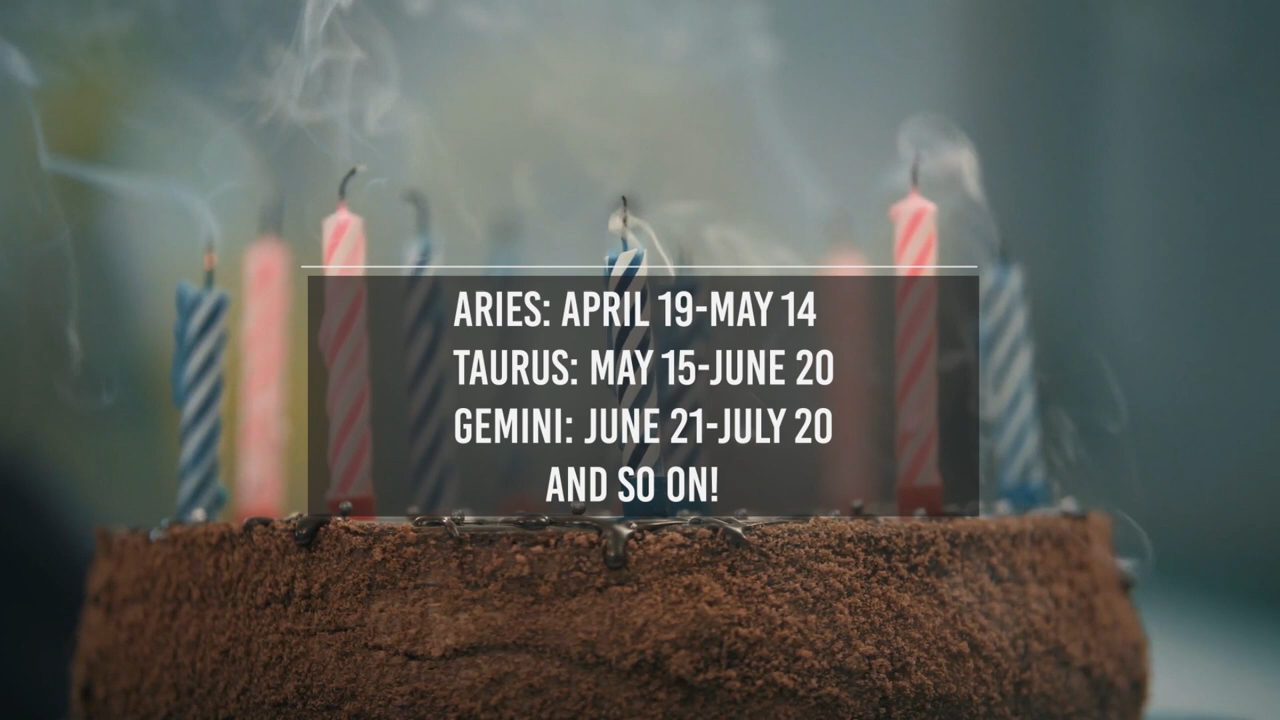 ARIES: APRIL 19-MAY 14
TAURUS: MAY 15-JUNE 20
GEMINI: JUNE 21-JULY 20
AND SO ON!